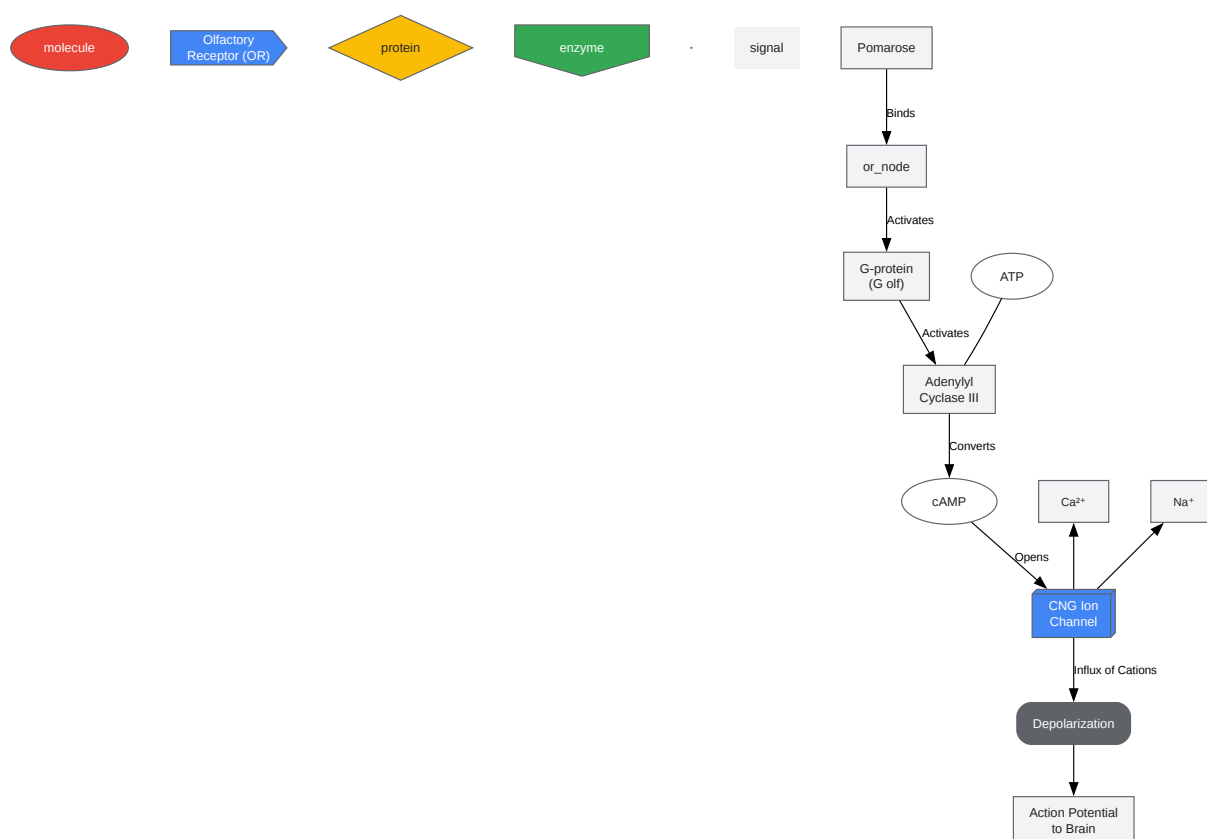 molecule
Olfactory
Receptor (OR)
protein
enzyme
.
signal
Pomarose
Binds
or_node
Activates
G-protein
(G olf)
ATP
Activates
Adenylyl
Cyclase III
Converts
cAMP
Ca²⁺
Na⁺
Opens
CNG Ion
Channel
Influx of Cations
Depolarization
Action Potential
to Brain